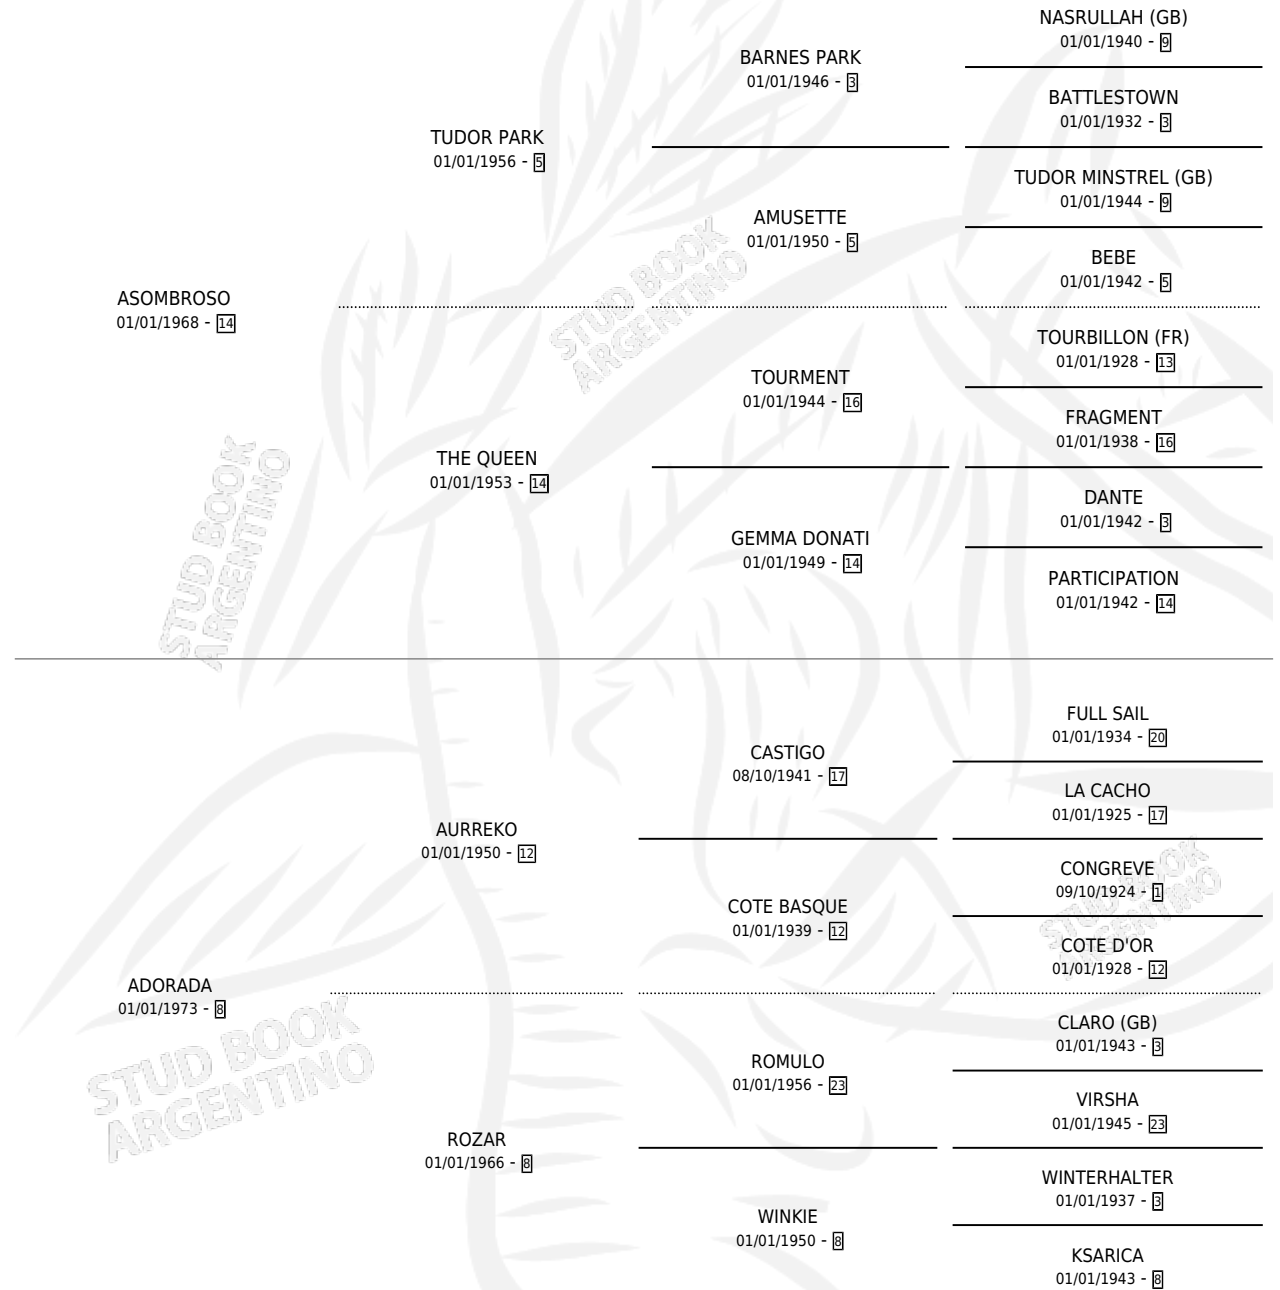 NASRULLAH (GB)
01/01/1940 - 9
BARNES PARK
01/01/1946 - 3
BATTLESTOWN
01/01/1932 - 3
TUDOR PARK
01/01/1956 - 5
TUDOR MINSTREL (GB)
01/01/1944 - 9
AMUSETTE
01/01/1950 - 5
BEBE
01/01/1942 - 5
ASOMBROSO
01/01/1968 - 14
TOURBILLON (FR)
01/01/1928 - 13
TOURMENT
01/01/1944 - 16
FRAGMENT
01/01/1938 - 16
THE QUEEN
01/01/1953 - 14
DANTE
01/01/1942 - 3
GEMMA DONATI
01/01/1949 - 14
PARTICIPATION
01/01/1942 - 14
FULL SAIL
01/01/1934 - 20
CASTIGO
08/10/1941 - 17
LA CACHO
01/01/1925 - 17
AURREKO
01/01/1950 - 12
CONGREVE
09/10/1924 - 1
COTE BASQUE
01/01/1939 - 12
COTE D'OR
01/01/1928 - 12
ADORADA
01/01/1973 - 8
CLARO (GB)
01/01/1943 - 3
ROMULO
01/01/1956 - 23
VIRSHA
01/01/1945 - 23
ROZAR
01/01/1966 - 8
WINTERHALTER
01/01/1937 - 3
WINKIE
01/01/1950 - 8
KSARICA
01/01/1943 - 8
STUD BOOK
ARGENTINO
STUD BOOK
ARGENTINO
STUD BOOK
ARGENTINO
STUD BOOK
ARGENTINO